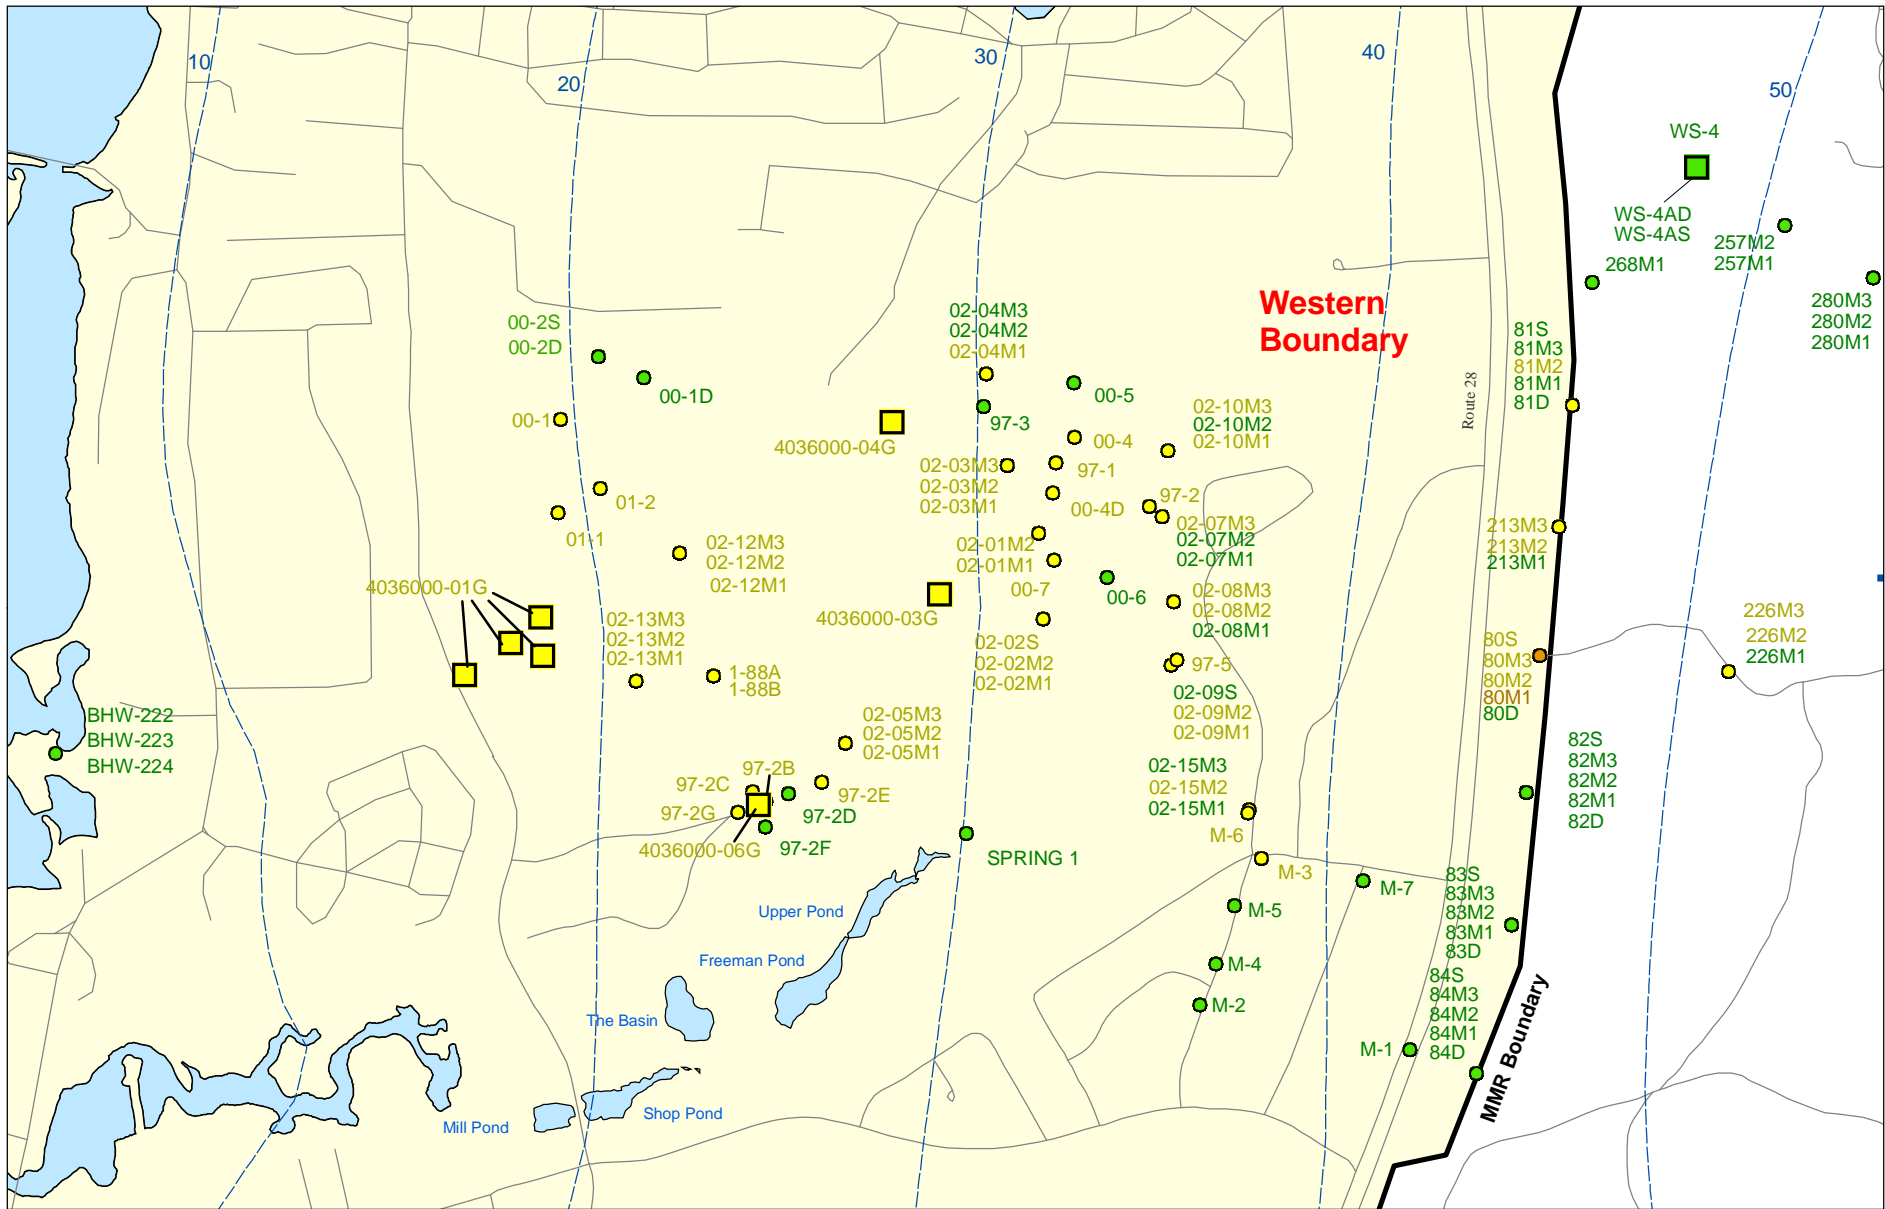 10
20
30
40
50
WS-4
WS-4AD
WS-4AS
257M2
257M1
268M1
280M3
280M2
280M1
Western
Boundary
00-2S
00-2D
00-1D
00-1
02-04M3
02-04M2
02-04M1
97-3
00-5
4036000-04G
00-4
97-1
02-10M3
02-10M2
02-10M1
Route 28
81S
81M3
81M2
81M1
81D
02-03M3
02-03M2
02-03M1
00-4D
97-2
02-07M3
02-07M2
02-07M1
01-2
01-1
02-12M3
02-12M2
02-12M1
02-01M2
02-01M1
00-7
00-6
213M3
213M2
213M1
4036000-01G
4036000-03G
02-13M3
02-13M2
02-13M1
1-88A
1-88B
02-02S
02-02M2
02-02M1
02-08M3
02-08M2
02-08M1
97-5
02-09S
02-09M2
02-09M1
80S
80M3
80M2
80M1
80D
226M3
226M2
226M1
BHW-222
BHW-223
BHW-224
02-05M3
02-05M2
02-05M1
97-2B
97-2C
97-2E
97-2G
97-2D
97-2F
4036000-06G
02-15M3
02-15M2
02-15M1
M-6
82S
82M3
82M2
82M1
82D
SPRING 1
M-3
M-7
M-5
83S
83M3
83M2
83M1
83D
Upper Pond
Freeman Pond
M-4
M-2
84S
84M3
84M2
84M1
84D
M-1
The Basin
Shop Pond
Mill Pond
MMR Boundary